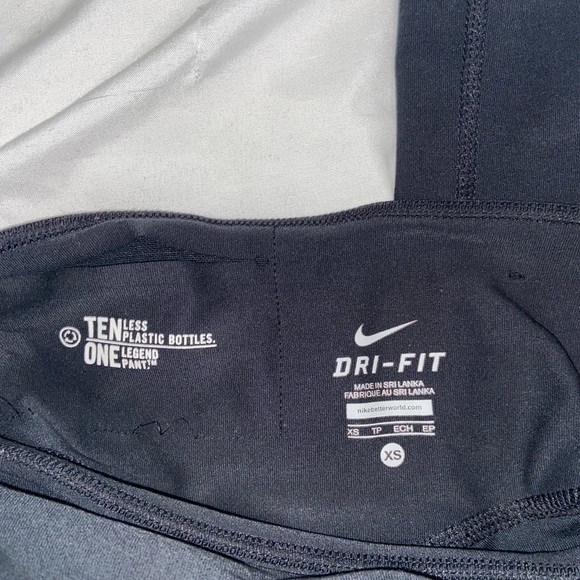 TEN LESS
PLASTIC BOTTLES.
ONE LEGEND
PANT.™
DRI-FIT
MADE IN SRI LANKA
FABRIQUÉ AU SRI LANKA
nikebetterworld.com
XS TP ECH EP
XS